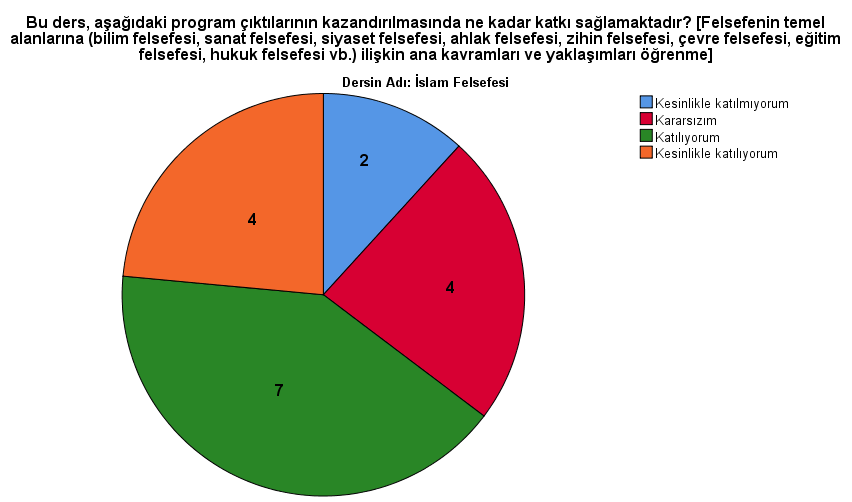 Bu ders, aşağıdaki program çıktılarının kazandırılmasında ne kadar katkı sağlamaktadır? [Felsefenin temel
alanlarına (bilim felsefesi, sanat felsefesi, siyaset felsefesi, ahlak felsefesi, zihin felsefesi, çevre felsefesi, eğitim
felsefesi, hukuk felsefesi vb.) ilişkin ana kavramları ve yaklaşımları öğrenme]
Dersin Adı: İslam Felsefesi
Kesinlikle katılmıyorum
Kararsızım
Katılıyorum
Kesinlikle katılıyorum
2
4
4
7